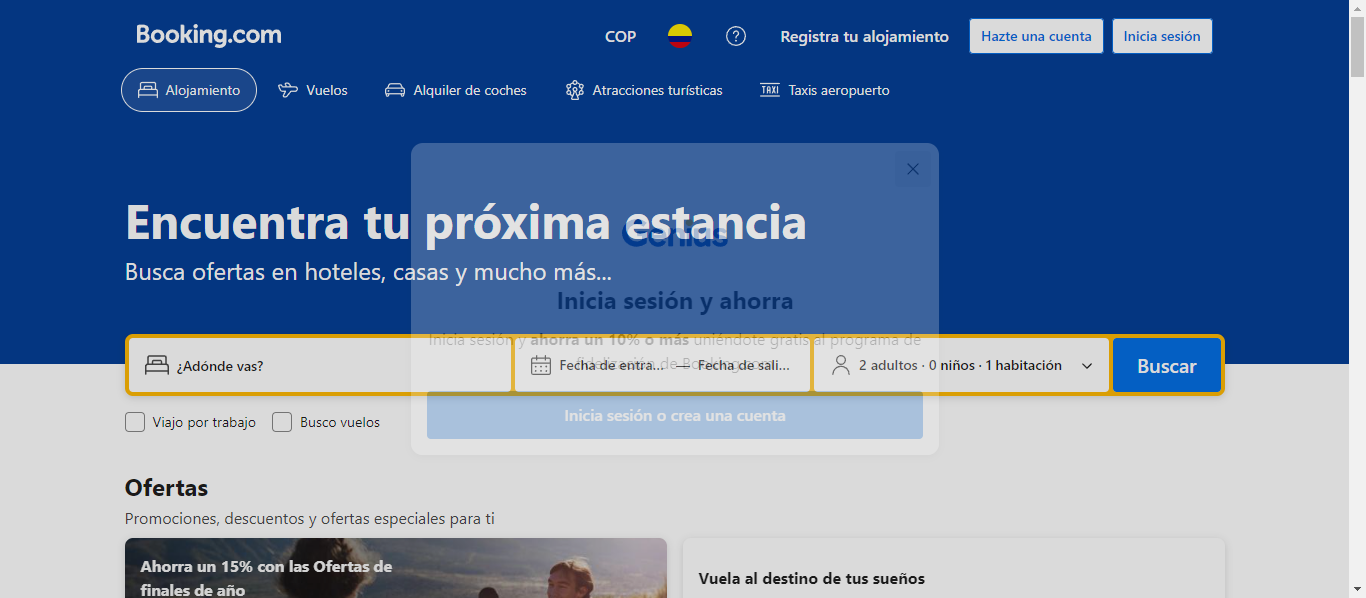 Booking.com
COP
Registra tu alojamiento
Hazte una cuenta
Inicia sesión
Alojamiento
Vuelos
Alquiler de coches
Atracciones turísticas
TAXI
Taxis aeropuerto
Encuentra tu próxima estancia
Busca ofertas en hoteles, casas y mucho más...
Genius
Inicia sesión y ahorra
Inicia sesión y ahorra un 10% o más uniéndote gratis al programa de
fidelización de Booking.com
¿Adónde vas?
Fecha de entra... — Fecha de sali...
2 adultos · 0 niños · 1 habitación
Buscar
Inicia sesión o crea una cuenta
Viajo por trabajo
Busco vuelos
Ofertas
Promociones, descuentos y ofertas especiales para ti
Ahorra un 15% con las Ofertas de
finales de año
Vuela al destino de tus sueños